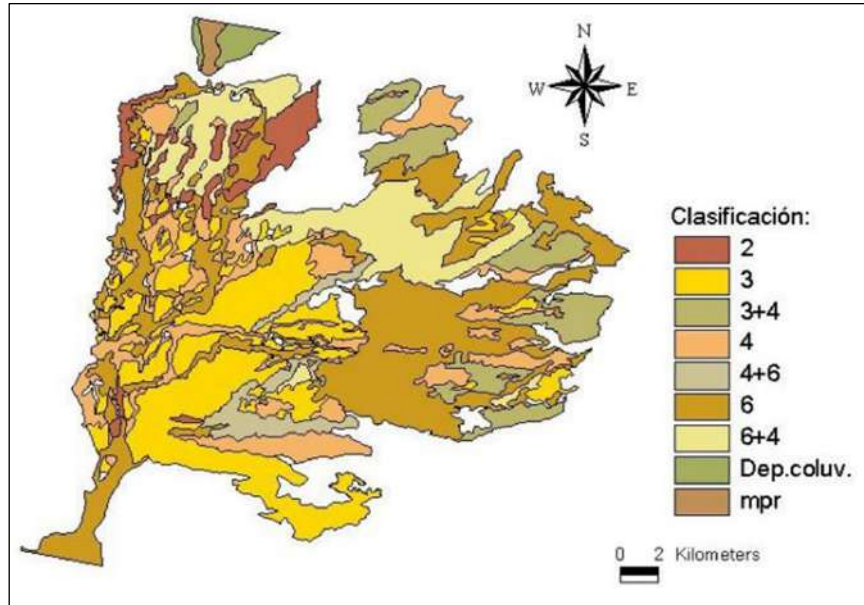 N
W E
S
Clasificación:
2
3
3+4
4
4+6
6
6+4
Dep.coluv.
mpr
0 2 Kilometers